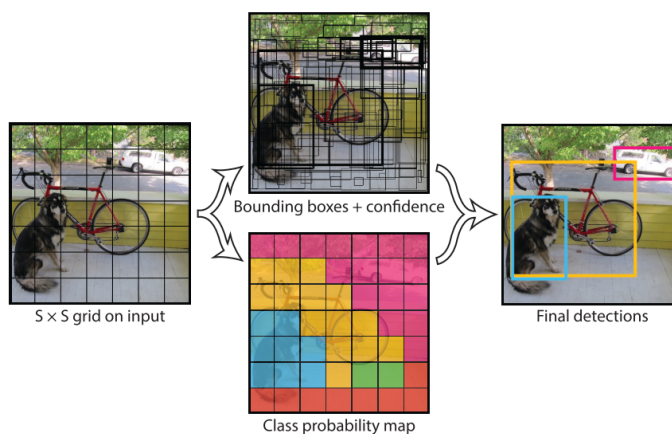 Bounding boxes + confidence
S × S grid on input
Final detections
Class probability map